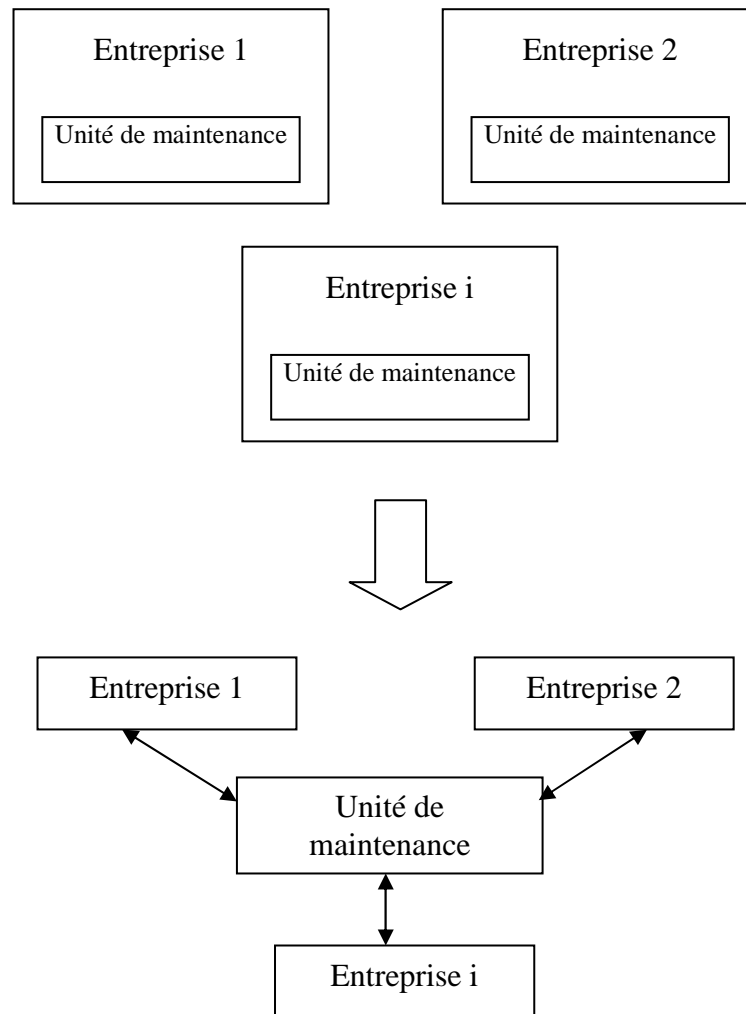 Entreprise 1
Entreprise 2
Unité de maintenance
Unité de maintenance
Entreprise i
Unité de maintenance
Entreprise 1
Entreprise 2
Unité de
maintenance
Entreprise i